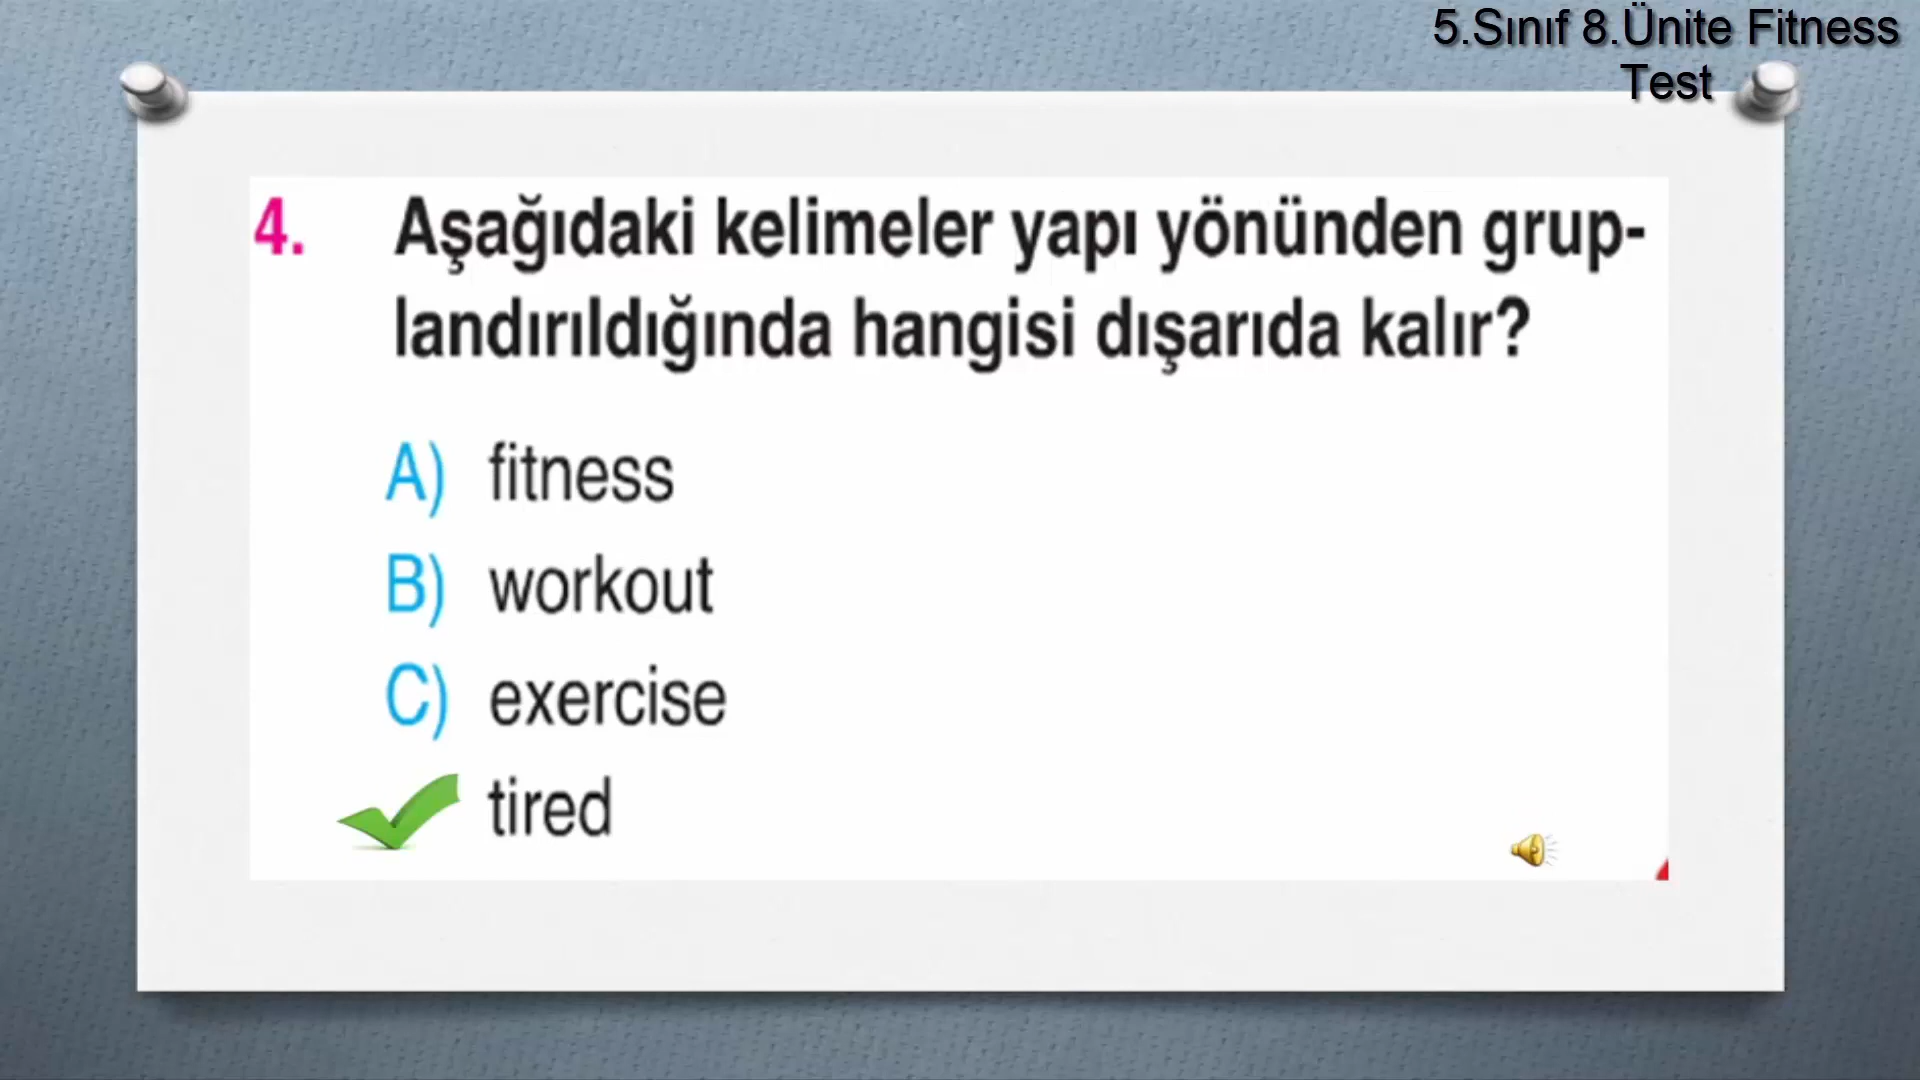 5.Sınıf 8.Ünite Fitness
Test
4. Aşağıdaki kelimeler yapı yönünden grup-
landırıldığında hangisi dışarıda kalır?
A) fitness
B) workout
C) exercise
tired